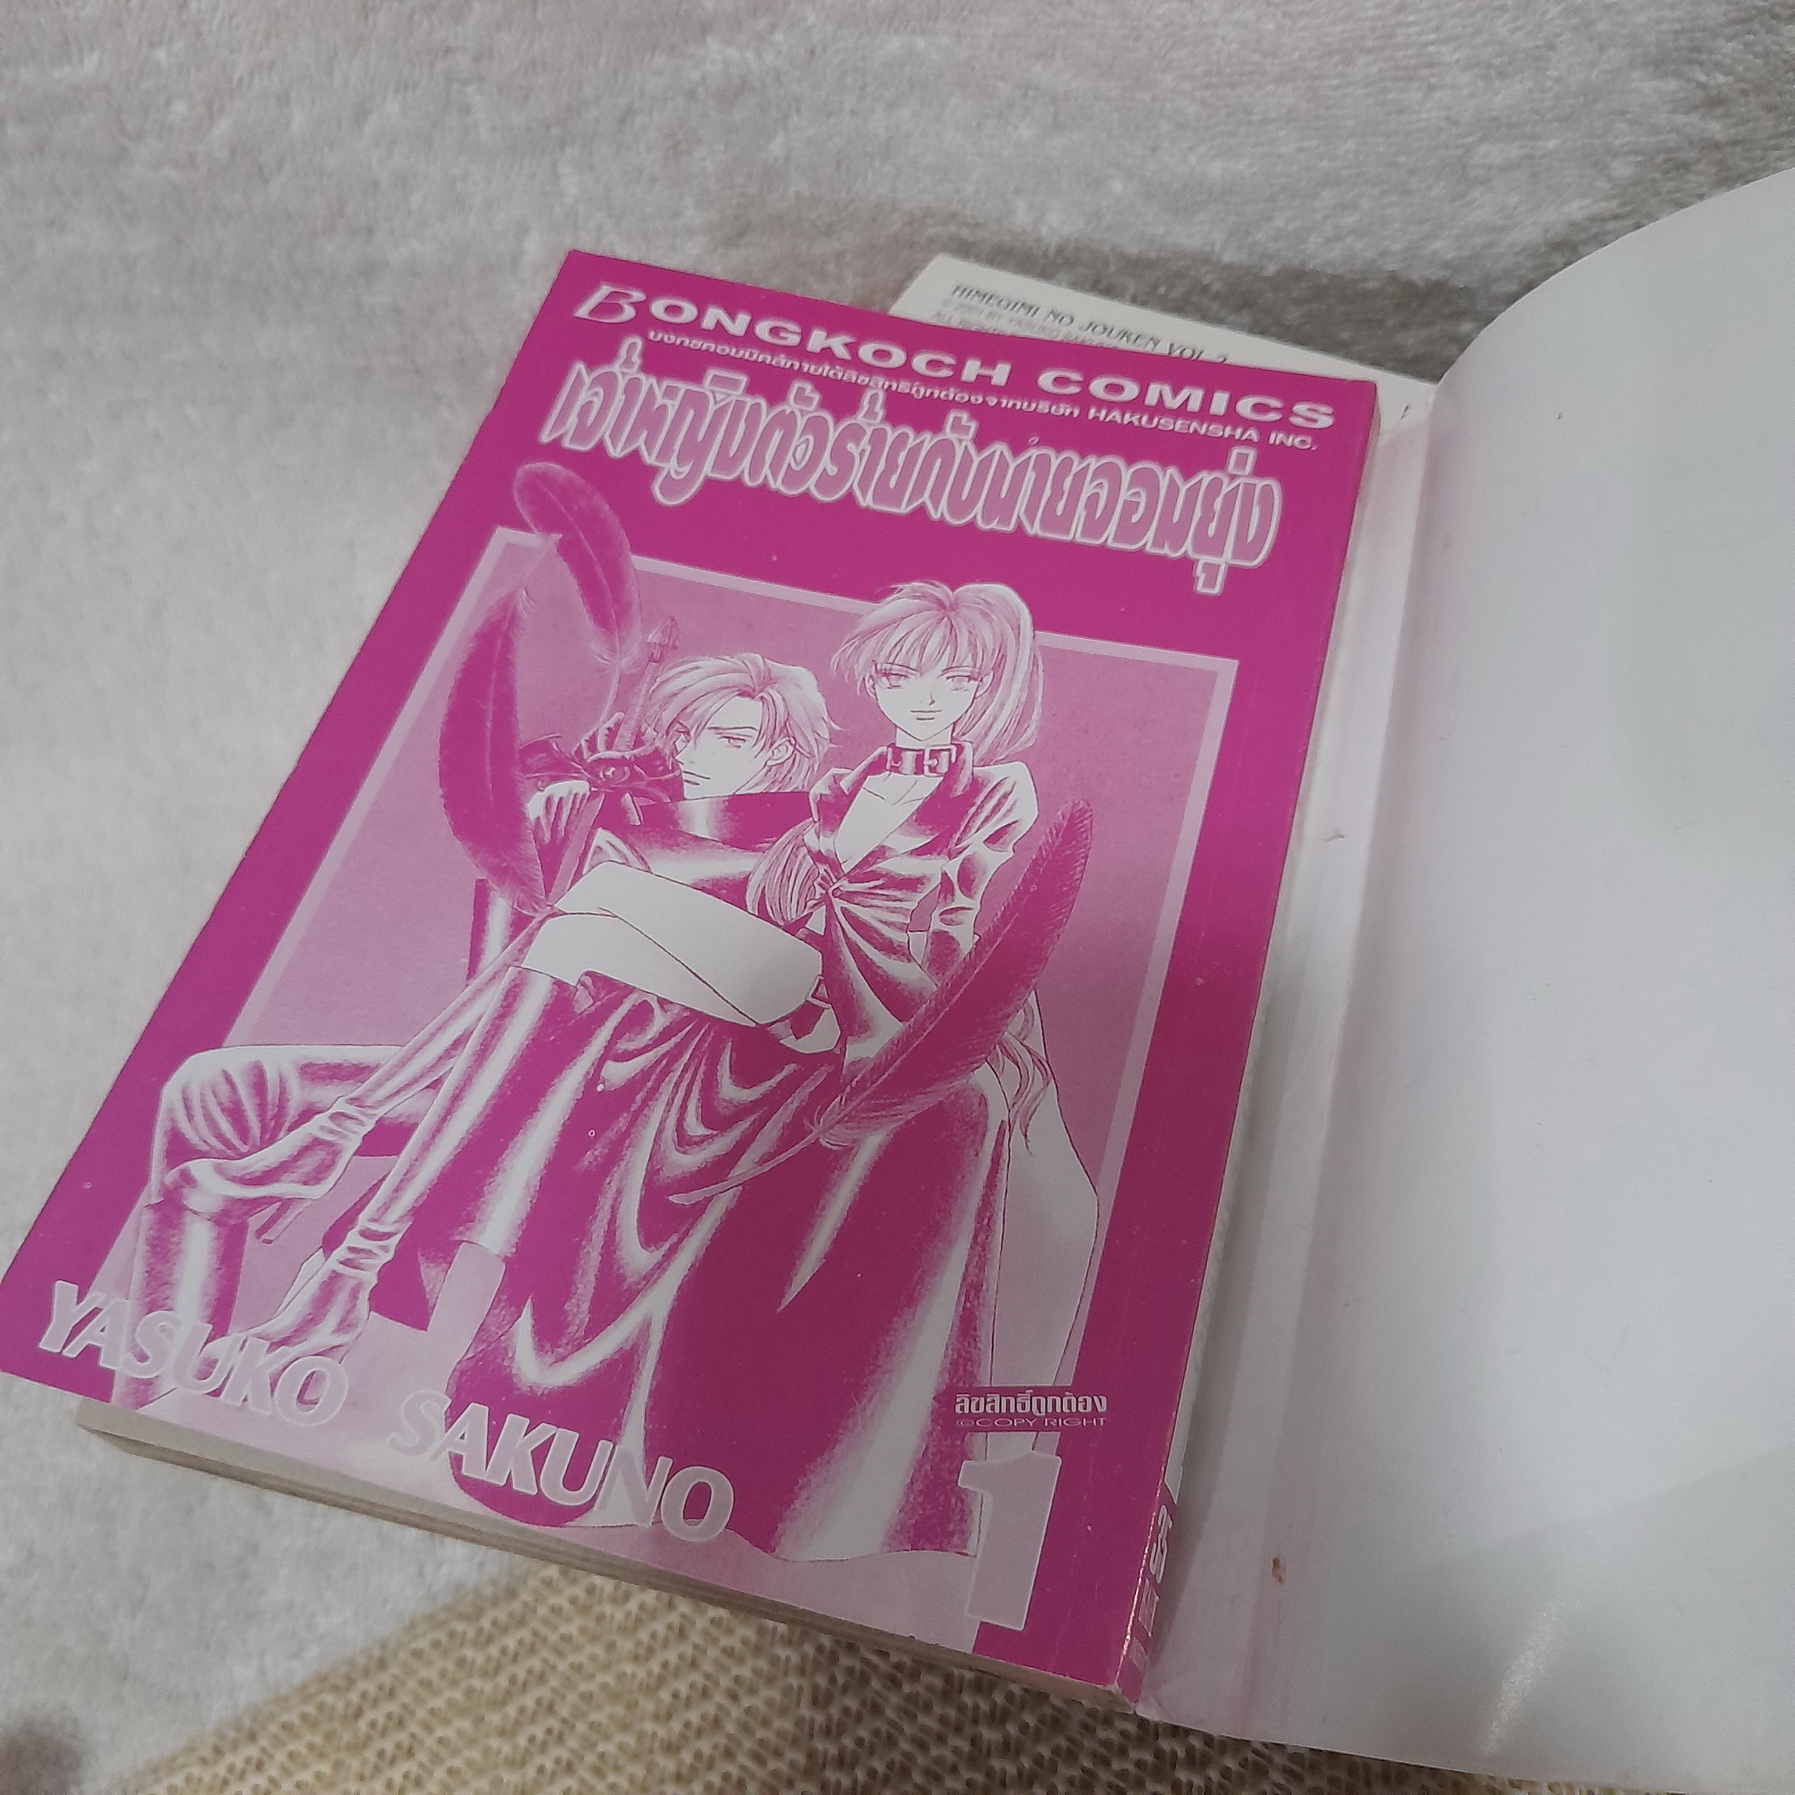 BONGKOCH COMICS
บงกชคอมมิคส์ภายใต้ลิขสิทธิ์ถูกต้องจากบริษัท HAKUSENSHA INC.
เจ้าหญิงตัวร้ายกับนายจอมยุ่ง
HIMEGIMI NO JOUKEN VOL 2
YASUKO SAKUNO
ลิขสิทธิ์ถูกต้อง
©COPY RIGHT
1